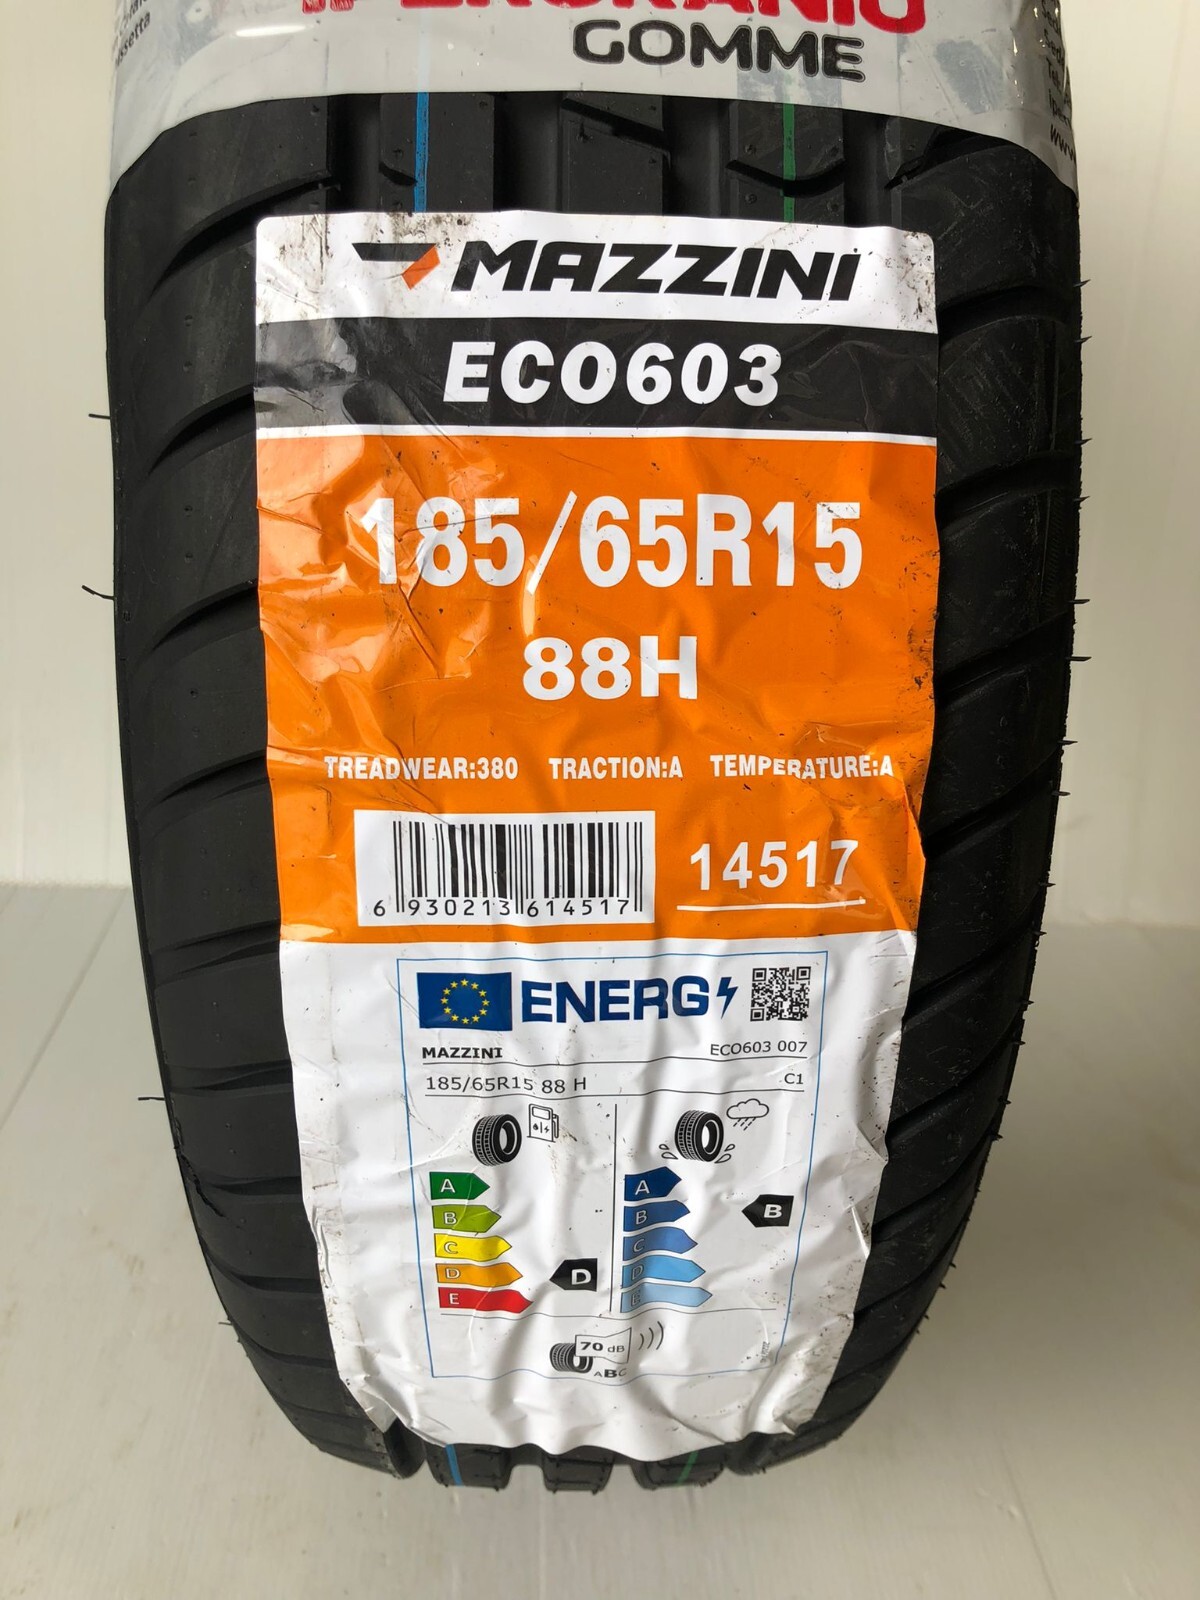 GOMME
MAZZINI
ECO603
185/65R15
88H
TREADWEAR:380 TRACTION:A TEMPERATURE:A
6 930213 614517
14517
ENERG
MAZZINI ECO603 007
185/65R15 88 H C1
A A
B B B
C C
D D D
E E
70 dB
ABC